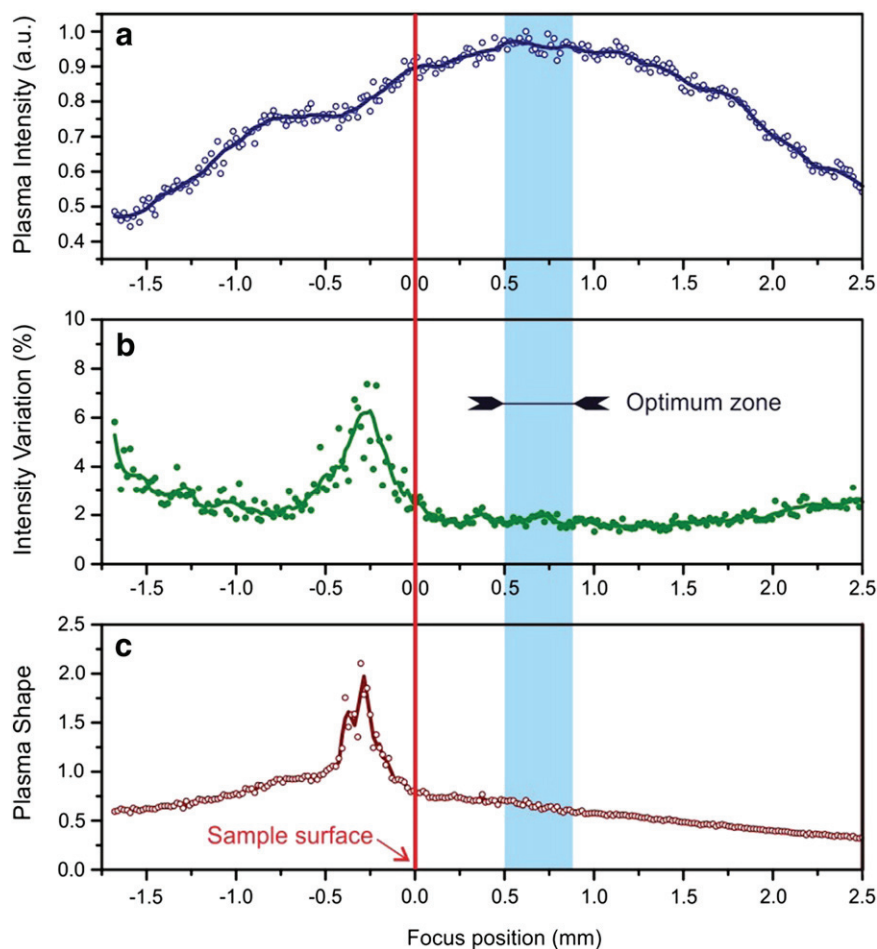 a
Plasma Intensity (a.u.)
1.0
0.9
0.8
0.7
0.6
0.5
0.4
-1.5 -1.0 -0.5 0.0 0.5 1.0 1.5 2.0 2.5
b
Intensity Variation (%)
10
8
6
4
2
0
Optimum zone
-1.5 -1.0 -0.5 0.0 0.5 1.0 1.5 2.0 2.5
c
Plasma Shape
2.5
2.0
1.5
1.0
0.5
0.0
Sample surface
-1.5 -1.0 -0.5 0.0 0.5 1.0 1.5 2.0 2.5
Focus position (mm)